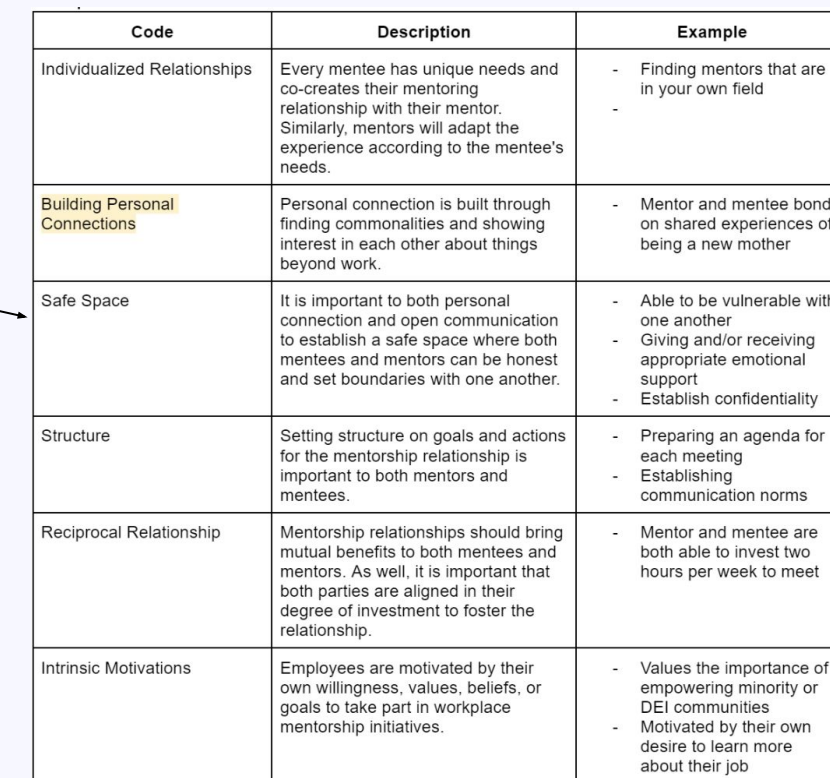 Code Description Example
Individualized Relationships
Every mentee has unique needs and
co-creates their mentoring
relationship with their mentor.
Similarly, mentors will adapt the
experience according to the mentee's
needs.
- Finding mentors that are
in your own field
-
Building Personal
Connections
Personal connection is built through
finding commonalities and showing
interest in each other about things
beyond work.
- Mentor and mentee bond
on shared experiences of
being a new mother
Safe Space
It is important to both personal
connection and open communication
to establish a safe space where both
mentees and mentors can be honest
and set boundaries with one another.
- Able to be vulnerable with
one another
- Giving and/or receiving
appropriate emotional
support
- Establish confidentiality
Structure
Setting structure on goals and actions
for the mentorship relationship is
important to both mentors and
mentees.
- Preparing an agenda for
each meeting
- Establishing
communication norms
Reciprocal Relationship
Mentorship relationships should bring
mutual benefits to both mentees and
mentors. As well, it is important that
both parties are aligned in their
degree of investment to foster the
relationship.
- Mentor and mentee are
both able to invest two
hours per week to meet
Intrinsic Motivations
Employees are motivated by their
own willingness, values, beliefs, or
goals to take part in workplace
mentorship initiatives.
- Values the importance of
empowering minority or
DEI communities
- Motivated by their own
desire to learn more
about their job